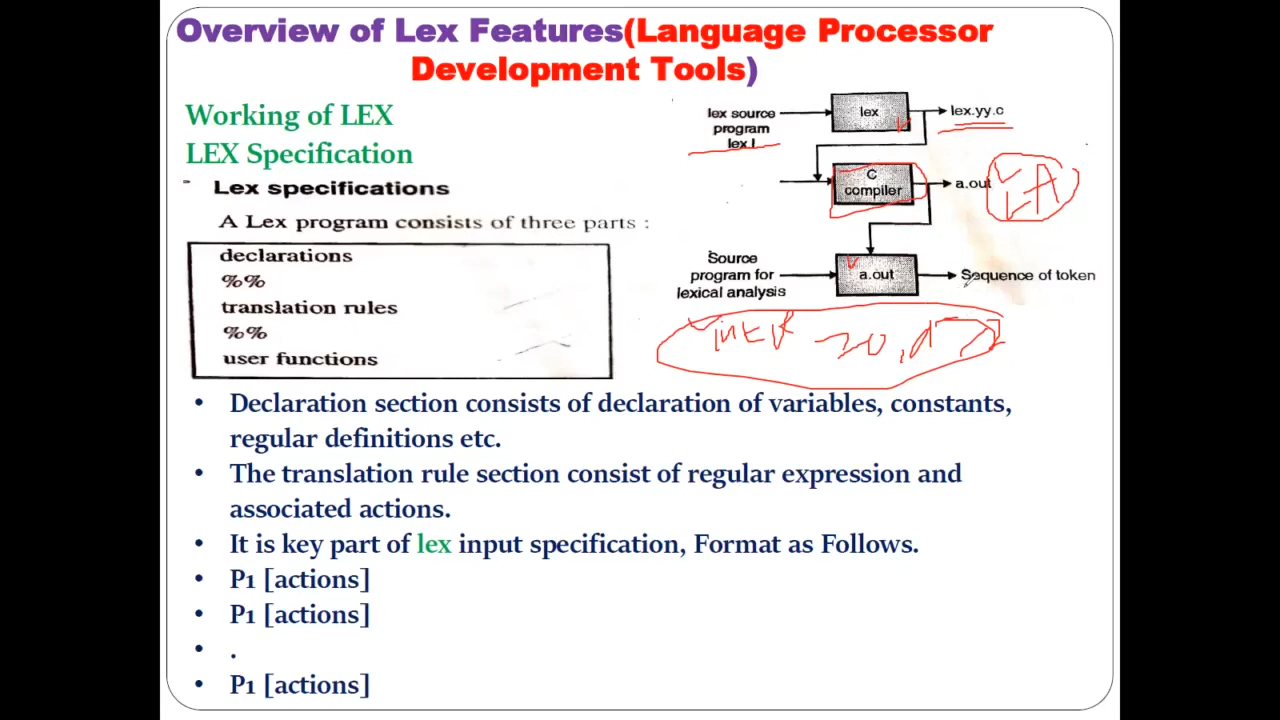 Overview of Lex Features(Language Processor
Development Tools)
Working of LEX
LEX Specification
Lex specifications
A Lex program consists of three parts :
declarations
%%
translation rules
%%
user functions
lex source
program
lex.l
lex
lex.yy.c
C
compiler
a.out
LA
Source
program for
lexical analysis
a.out
Sequence of token
• Declaration section consists of declaration of variables, constants,
regular definitions etc.
• The translation rule section consist of regular expression and
associated actions.
• It is key part of lex input specification, Format as Follows.
• P1 [actions]
• P1 [actions]
• .
• P1 [actions]